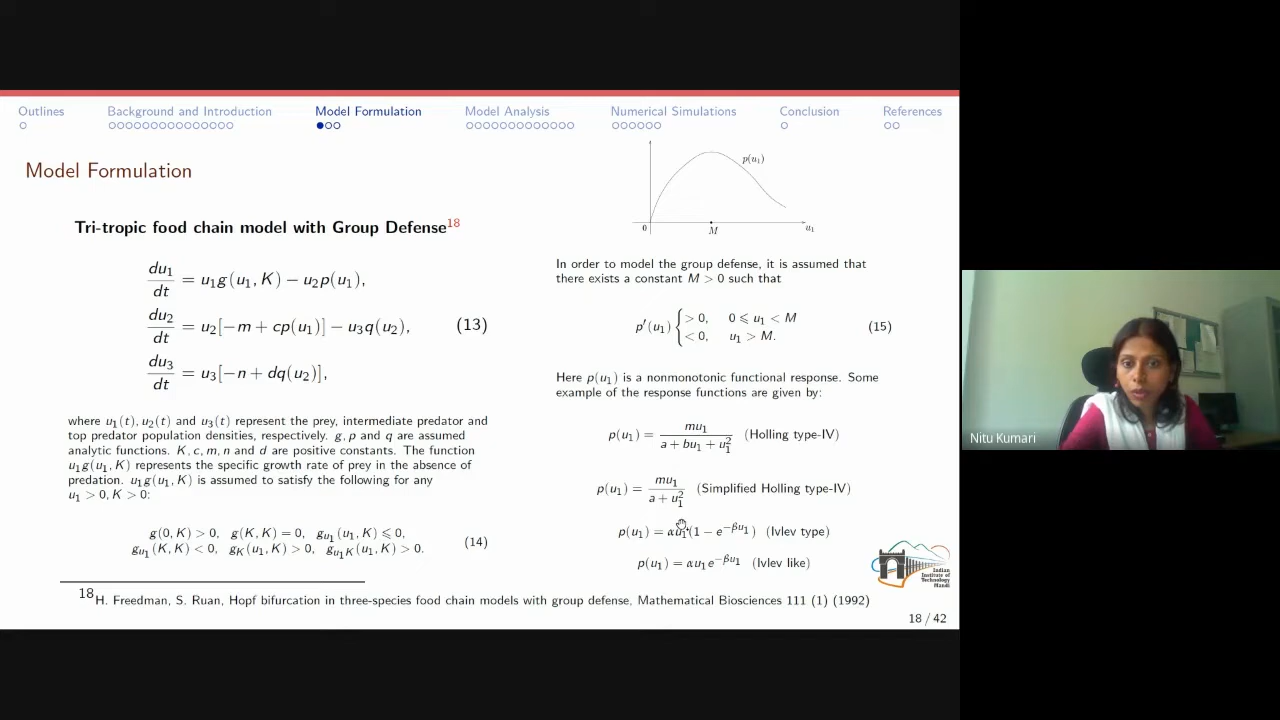 Outlines Background and Introduction Model Formulation Model Analysis Numerical Simulations Conclusion References
Model Formulation
Tri-tropic food chain model with Group Defense18
du₁/dt = u₁g(u₁, K) − u₂p(u₁),
du₂/dt = u₂[−m + cp(u₁)] − u₃q(u₂), (13)
du₃/dt = u₃[−n + dq(u₂)],
where u₁(t), u₂(t) and u₃(t) represent the prey, intermediate predator and
top predator population densities, respectively. g, p and q are assumed
analytic functions. K, c, m, n and d are positive constants. The function
u₁g(u₁, K) represents the specific growth rate of prey in the absence of
predation. u₁g(u₁, K) is assumed to satisfy the following for any
u₁ > 0, K > 0:
g(0, K) > 0, g(K, K) = 0, g_u₁(u₁, K) ⩽ 0,
g_u₁(K, K) < 0, g_K(u₁, K) > 0, g_u₁K(u₁, K) > 0. (14)
p(u₁)
0 M u₁
In order to model the group defense, it is assumed that
there exists a constant M > 0 such that
p′(u₁) { > 0, 0 ⩽ u₁ < M
< 0, u₁ > M. (15)
Here p(u₁) is a nonmonotonic functional response. Some
example of the response functions are given by:
p(u₁) = mu₁/(a + bu₁ + u₁²) (Holling type-IV)
p(u₁) = mu₁/(a + u₁²) (Simplified Holling type-IV)
p(u₁) = αu₁(1 − e^−βu₁) (Ivlev type)
p(u₁) = αu₁e^−βu₁ (Ivlev like)
Indian
Institute of
Technology
Mandi
18 H. Freedman, S. Ruan, Hopf bifurcation in three-species food chain models with group defense, Mathematical Biosciences 111 (1) (1992)
18 / 42
Nitu Kumari